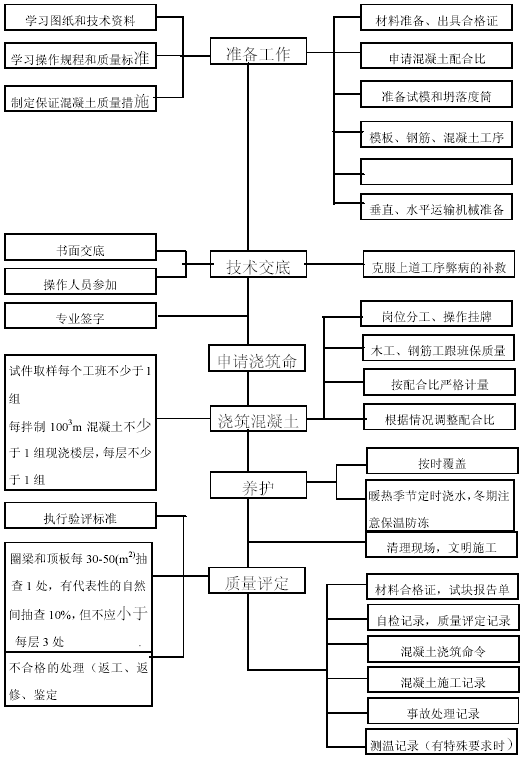 学习图纸和技术资料
学习操作规程和质量标准
制定保证混凝土质量措施
准备工作
材料准备、出具合格证
申请混凝土配合比
准备试模和坍落度筒
模板、钢筋、混凝土工序
垂直、水平运输机械准备
书面交底
操作人员参加
专业签字
技术交底
克服上道工序弊病的补救
申请浇筑命
岗位分工、操作挂牌
木工、钢筋工跟班保质量
按配合比严格计量
根据情况调整配合比
试件取样每个工班不少于1
组
每拌制 100³m 混凝土不少
于1组现浇楼层，每层不少
于1组
浇筑混凝土
养护
按时覆盖
暖热季节定时浇水，冬期注
意保温防冻
清理现场，文明施工
执行验评标准
圈梁和顶板每 30-50(m²)抽
查1处，有代表性的自然
间抽查10%，但不应小于
每层3处
不合格的处理（返工、返
修、鉴定
质量评定
材料合格证，试块报告单
自检记录，质量评定记录
混凝土浇筑命令
混凝土施工记录
事故处理记录
测温记录（有特殊要求时）